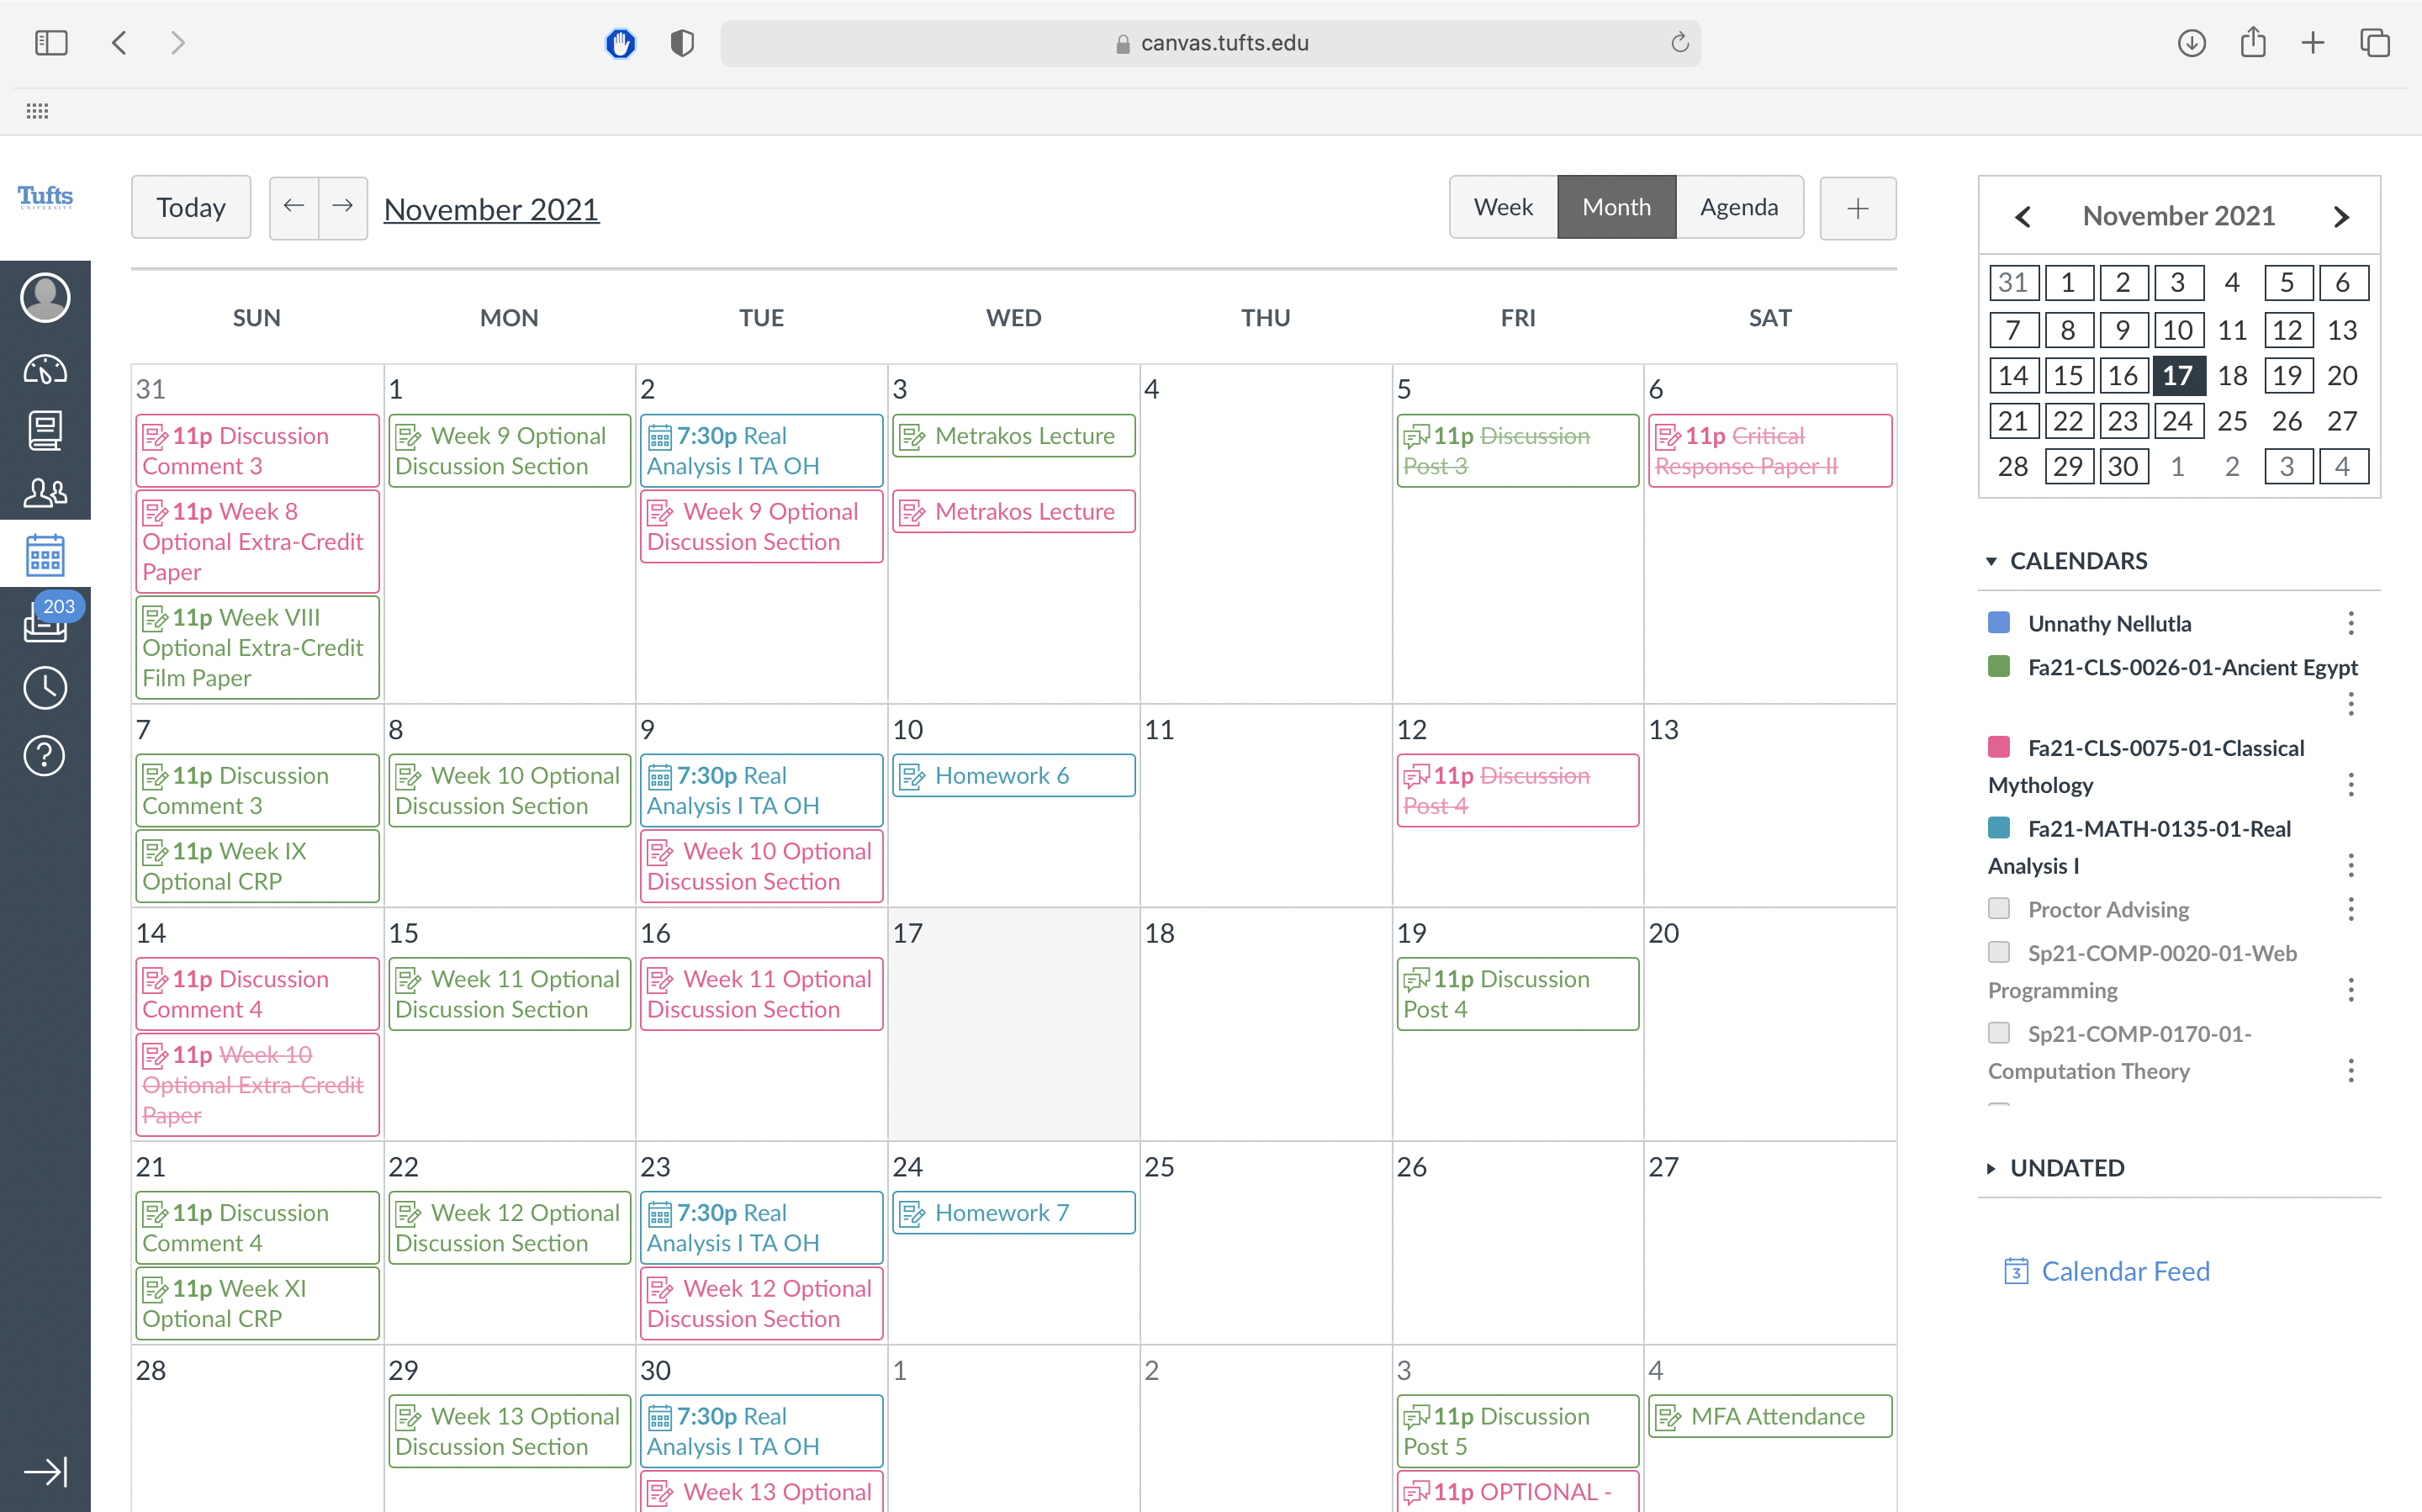 canvas.tufts.edu
Tufts
UNIVERSITY
Today
November 2021
Week
Month
Agenda
SUN MON TUE WED THU FRI SAT
31 1 2 3 4 5 6
11p Discussion
Comment 3
11p Week 8
Optional Extra-Credit
Paper
11p Week VIII
Optional Extra-Credit
Film Paper
Week 9 Optional
Discussion Section
7:30p Real
Analysis I TA OH
Week 9 Optional
Discussion Section
Metrakos Lecture
Metrakos Lecture
11p Discussion
Post 3
11p Critical
Response Paper II
7 8 9 10 11 12 13
11p Discussion
Comment 3
11p Week IX
Optional CRP
Week 10 Optional
Discussion Section
7:30p Real
Analysis I TA OH
Week 10 Optional
Discussion Section
Homework 6
11p Discussion
Post 4
14 15 16 17 18 19 20
11p Discussion
Comment 4
11p Week 10
Optional Extra-Credit
Paper
Week 11 Optional
Discussion Section
Week 11 Optional
Discussion Section
11p Discussion
Post 4
21 22 23 24 25 26 27
11p Discussion
Comment 4
11p Week XI
Optional CRP
Week 12 Optional
Discussion Section
7:30p Real
Analysis I TA OH
Week 12 Optional
Discussion Section
Homework 7
28 29 30 1 2 3 4
Week 13 Optional
Discussion Section
7:30p Real
Analysis I TA OH
Week 13 Optional
11p Discussion
Post 5
11p OPTIONAL -
MFA Attendance
203
November 2021
31 1 2 3 4 5 6
7 8 9 10 11 12 13
14 15 16 17 18 19 20
21 22 23 24 25 26 27
28 29 30 1 2 3 4
CALENDARS
Unnathy Nellutla
Fa21-CLS-0026-01-Ancient Egypt
Fa21-CLS-0075-01-Classical
Mythology
Fa21-MATH-0135-01-Real
Analysis I
Proctor Advising
Sp21-COMP-0020-01-Web
Programming
Sp21-COMP-0170-01-
Computation Theory
UNDATED
3 Calendar Feed